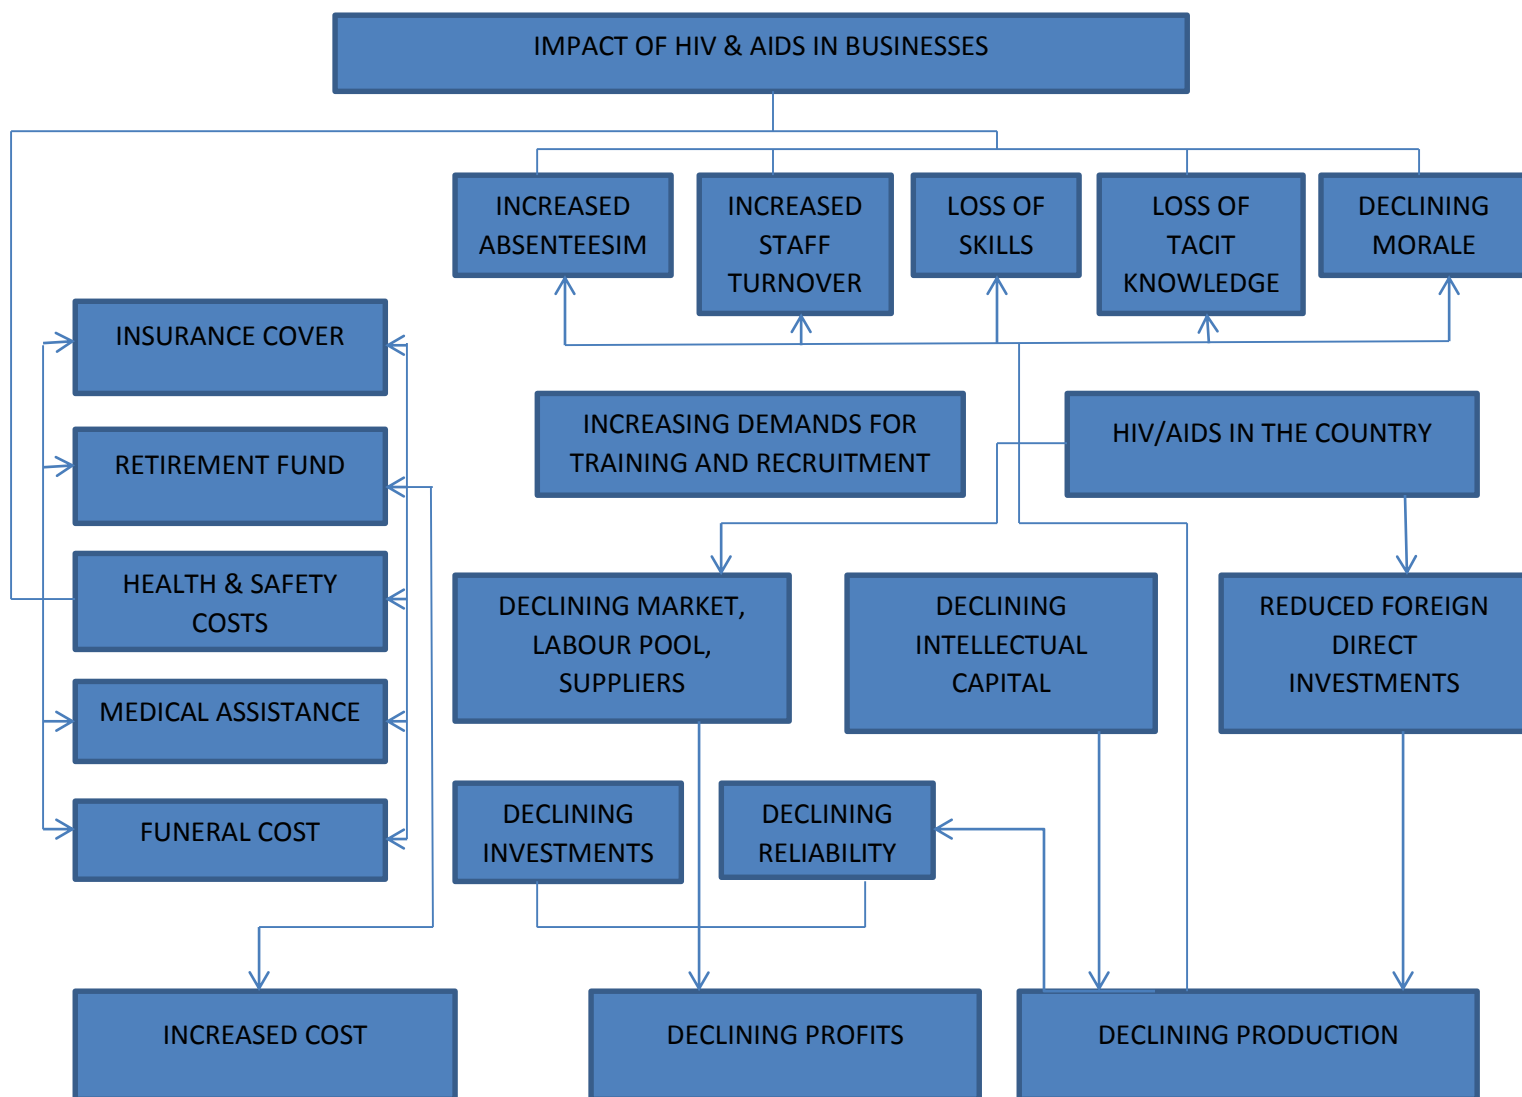 IMPACT OF HIV & AIDS IN BUSINESSES
INCREASED
ABSENTEESIM
INCREASED
STAFF
TURNOVER
LOSS OF
SKILLS
LOSS OF
TACIT
KNOWLEDGE
DECLINING
MORALE
INSURANCE COVER
RETIREMENT FUND
HEALTH & SAFETY
COSTS
MEDICAL ASSISTANCE
FUNERAL COST
INCREASING DEMANDS FOR
TRAINING AND RECRUITMENT
HIV/AIDS IN THE COUNTRY
DECLINING MARKET,
LABOUR POOL,
SUPPLIERS
DECLINING
INTELLECTUAL
CAPITAL
REDUCED FOREIGN
DIRECT
INVESTMENTS
DECLINING
INVESTMENTS
DECLINING
RELIABILITY
INCREASED COST
DECLINING PROFITS
DECLINING PRODUCTION